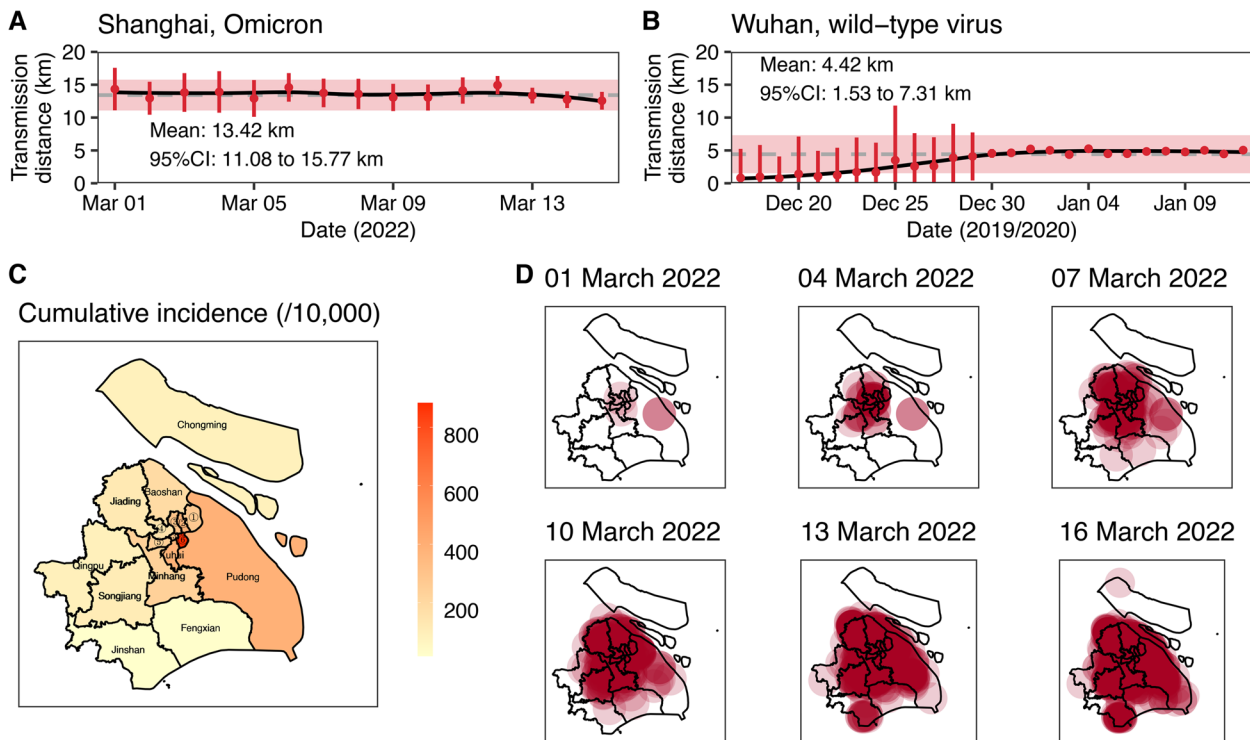 A
Shanghai, Omicron
Transmission
distance (km)
20
15
10
5
0
Mean: 13.42 km
95%CI: 11.08 to 15.77 km
Mar 01
Mar 05
Mar 09
Mar 13
Date (2022)
B
Wuhan, wild−type virus
Transmission
distance (km)
20
15
10
5
0
Mean: 4.42 km
95%CI: 1.53 to 7.31 km
Dec 20
Dec 25
Dec 30
Jan 04
Jan 09
Date (2019/2020)
C
Cumulative incidence (/10,000)
Chongming
Baoshan
Jiading
①
Xuhui
Qingpu
Minhang
Pudong
Songjiang
Fengxian
Jinshan
800
600
400
200
D
01 March 2022
04 March 2022
07 March 2022
10 March 2022
13 March 2022
16 March 2022